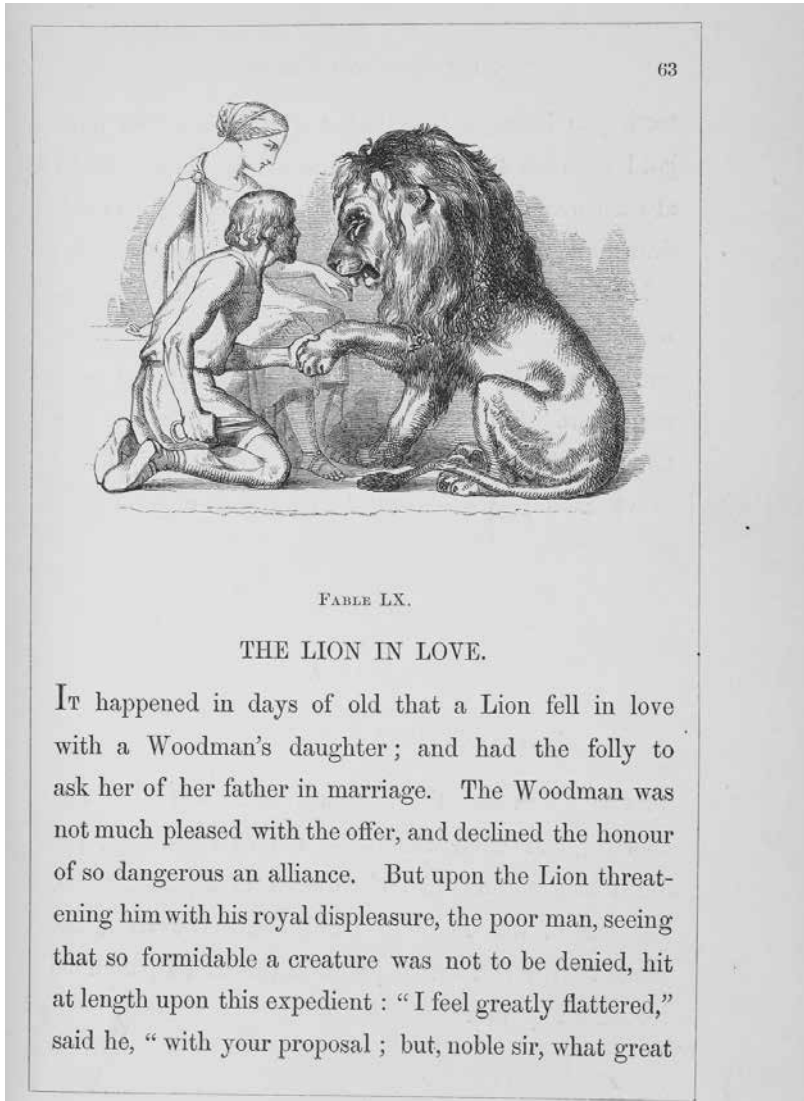 63
FABLE LX.
THE LION IN LOVE.
IT happened in days of old that a Lion fell in love
with a Woodman's daughter ; and had the folly to
ask her of her father in marriage. The Woodman was
not much pleased with the offer, and declined the honour
of so dangerous an alliance. But upon the Lion threat-
ening him with his royal displeasure, the poor man, seeing
that so formidable a creature was not to be denied, hit
at length upon this expedient : “ I feel greatly flattered,”
said he, “ with your proposal ; but, noble sir, what great